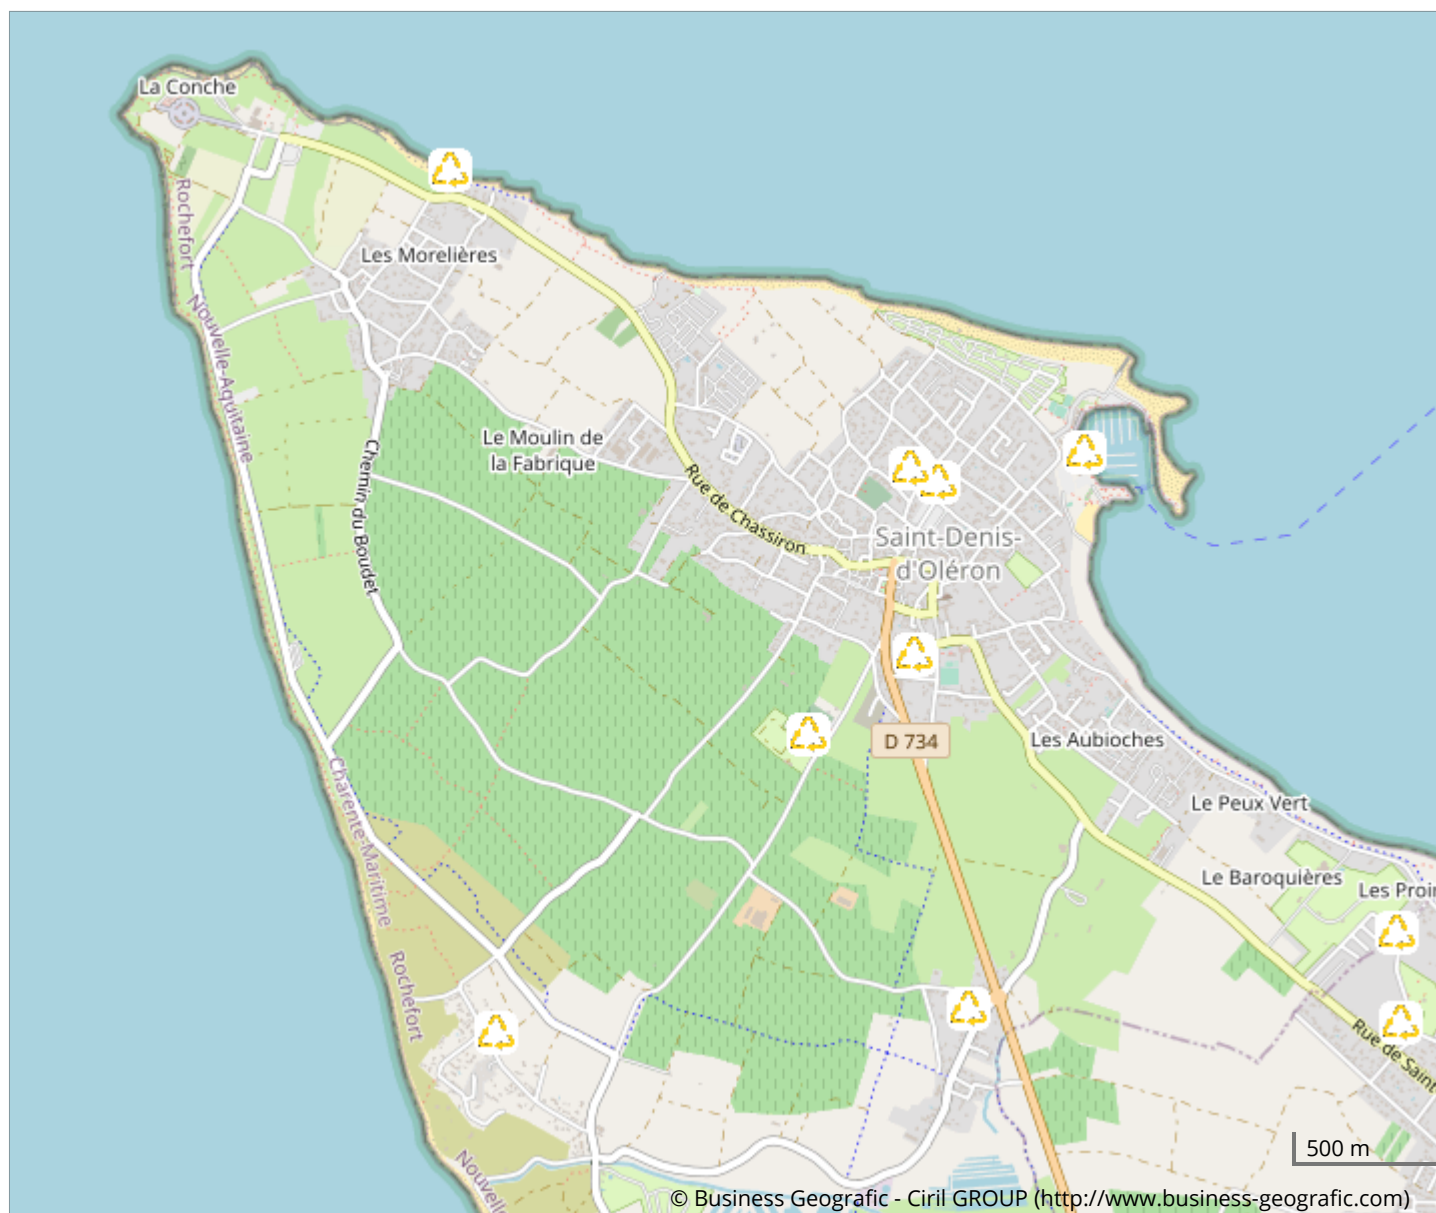 La Conche
Rochefort
Les Morelières
Nouvelle-Aquitaine
Chemin du Boudet
Le Moulin de
la Fabrique
Rue de Chassiron
Saint-Denis-
d'Oléron
D 734
Les Aubioches
Le Peux Vert
Charente-Maritime
Le Baroquières
Les Proir
Rochefort
Rue de Saint
Nouvell
500 m
© Business Geografic - Ciril GROUP (http://www.business-geografic.com)